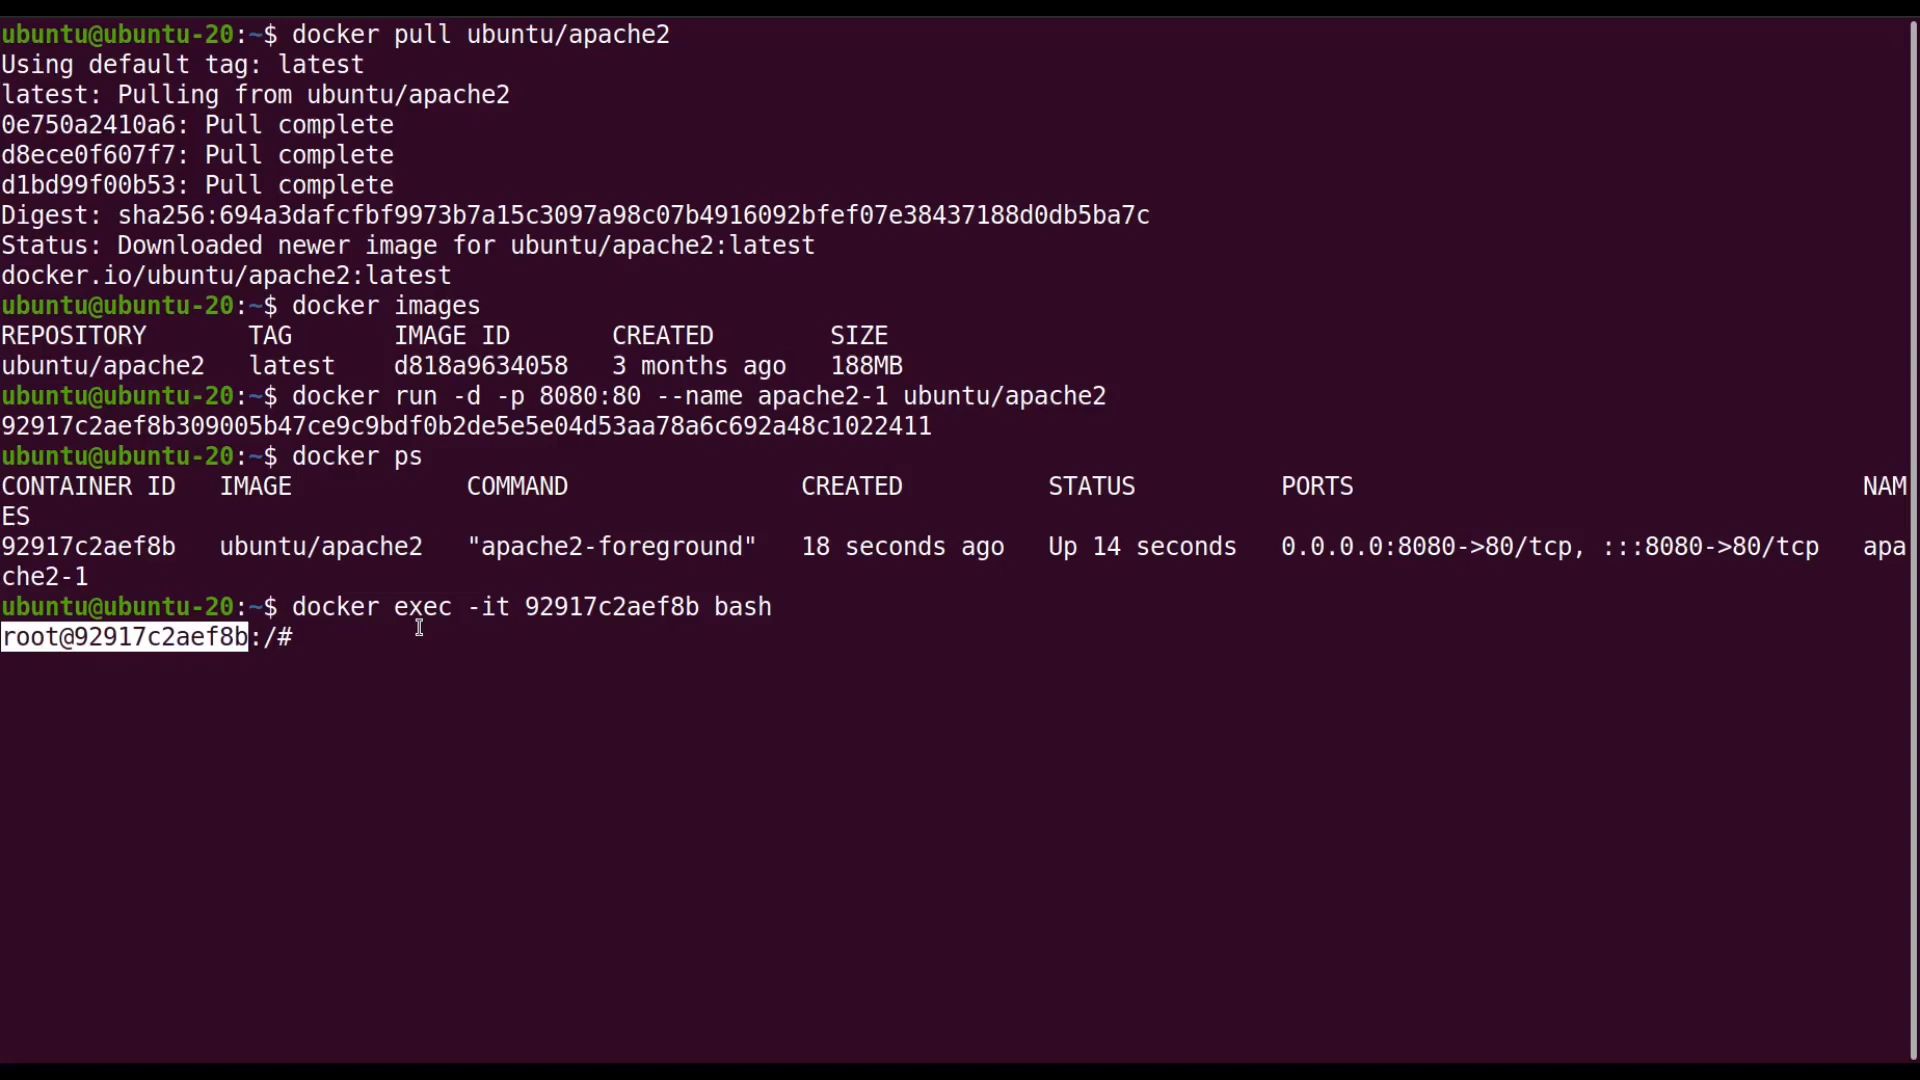 ubuntu@ubuntu-20:~$ docker pull ubuntu/apache2
Using default tag: latest
latest: Pulling from ubuntu/apache2
0e750a2410a6: Pull complete
d8ece0f607f7: Pull complete
d1bd99f00b53: Pull complete
Digest: sha256:694a3dafcfbf9973b7a15c3097a98c07b4916092bfef07e38437188d0db5ba7c
Status: Downloaded newer image for ubuntu/apache2:latest
docker.io/ubuntu/apache2:latest
ubuntu@ubuntu-20:~$ docker images
REPOSITORY       TAG       IMAGE ID       CREATED        SIZE
ubuntu/apache2   latest    d818a9634058   3 months ago   188MB
ubuntu@ubuntu-20:~$ docker run -d -p 8080:80 --name apache2-1 ubuntu/apache2
92917c2aef8b309005b47ce9c9bdf0b2de5e5e04d53aa78a6c692a48c1022411
ubuntu@ubuntu-20:~$ docker ps
CONTAINER ID   IMAGE            COMMAND                CREATED          STATUS          PORTS                                   NAM
ES
92917c2aef8b   ubuntu/apache2   "apache2-foreground"   18 seconds ago   Up 14 seconds   0.0.0.0:8080->80/tcp, :::8080->80/tcp   apa
che2-1
ubuntu@ubuntu-20:~$ docker exec -it 92917c2aef8b bash
root@92917c2aef8b:/#